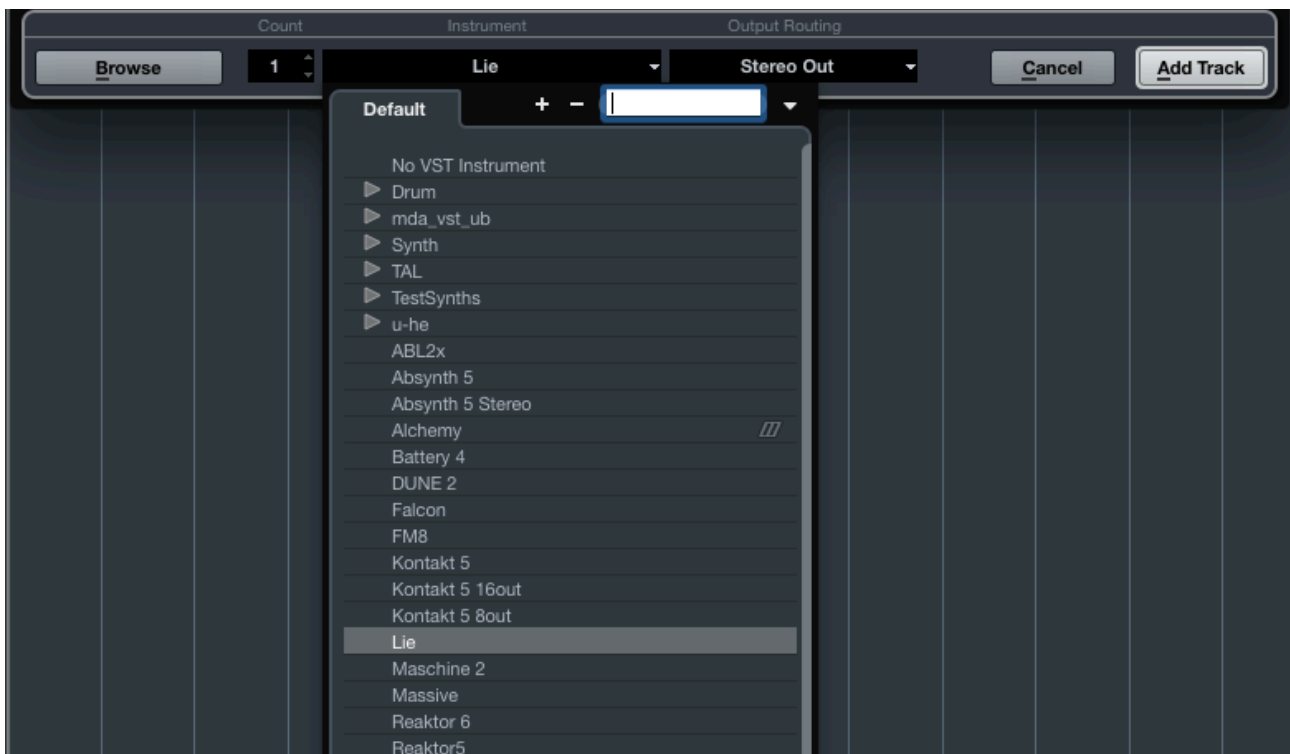 Count Instrument Output Routing
Browse 1 Lie Stereo Out Cancel Add Track
Default + −
No VST Instrument
Drum
mda_vst_ub
Synth
TAL
TestSynths
u-he
ABL2x
Absynth 5
Absynth 5 Stereo
Alchemy
Battery 4
DUNE 2
Falcon
FM8
Kontakt 5
Kontakt 5 16out
Kontakt 5 8out
Lie
Maschine 2
Massive
Reaktor 6
Reaktor5